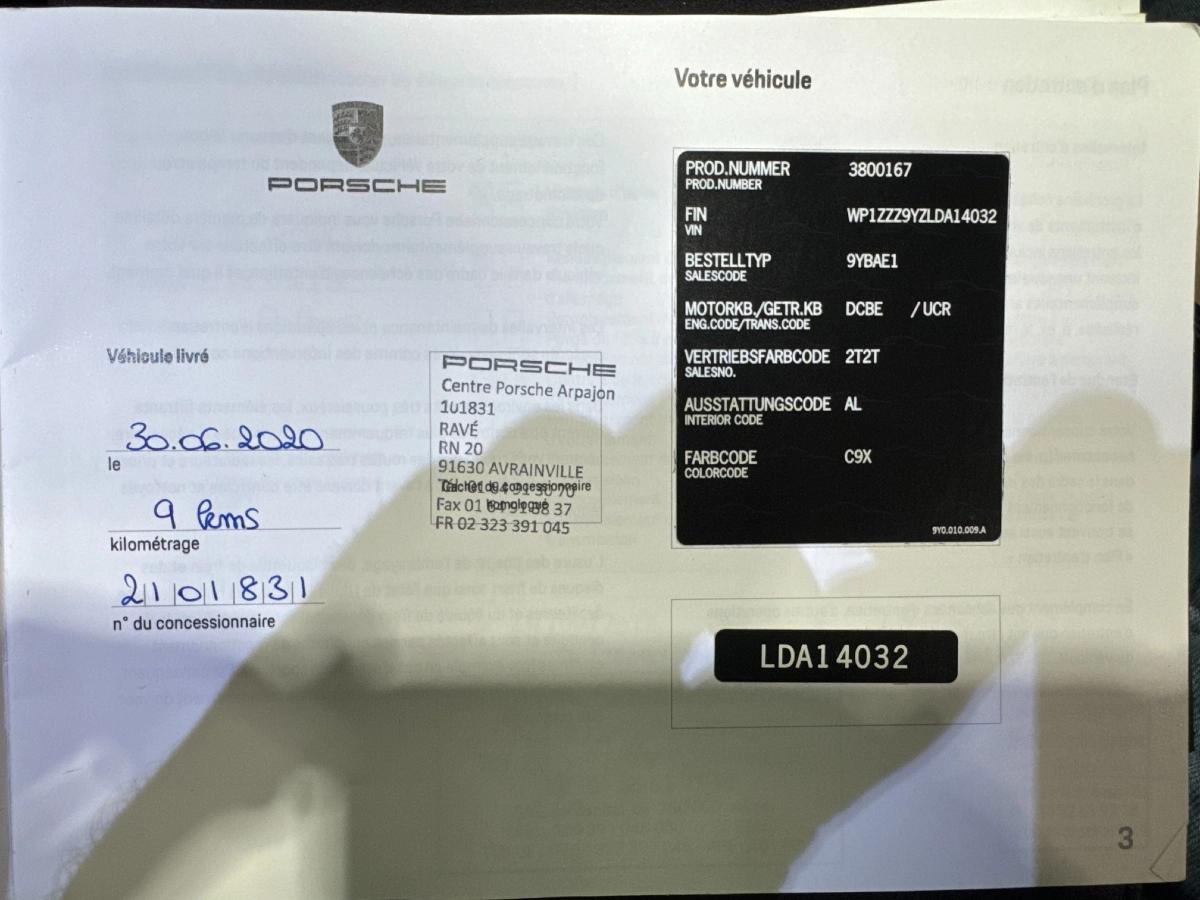 PORSCHE
Véhicule livré
30.06.2020
le
9 kms
kilométrage
2101831
n° du concessionnaire
PORSCHE
Centre Porsche Arpajon
101831
RAVÉ
RN 20
91630 AVRAINVILLE
Cachet du concessionnaire
homologué
FR 02 323 391 045
Votre véhicule
PROD.NUMMER 3800167
PROD.NUMBER
FIN WP1ZZZ9YZLDA14032
VIN
BESTELLTYP 9YBAE1
SALESCODE
MOTORKB./GETR.KB DCBE / UCR
ENG.CODE/TRANS.CODE
VERTRIEBSFARBCODE 2T2T
SALESNO.
AUSSTATTUNGSCODE AL
INTERIOR CODE
FARBCODE C9X
COLORCODE
9Y0.010.009.A
LDA14032
3